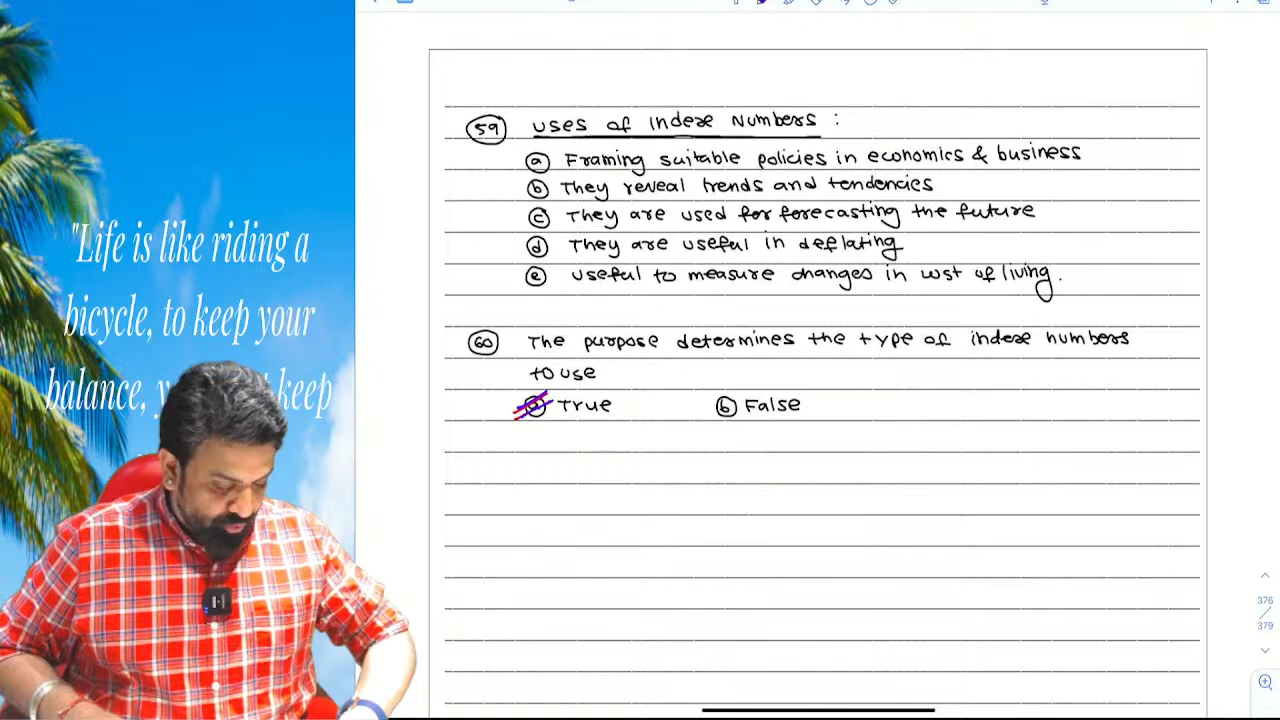 "Life is like riding a
bicycle, to keep your
balance, keep
59 Uses of Index Numbers :
a Framing suitable policies in economics & business
b They reveal trends and tendencies
c They are used for forecasting the future
d They are useful in deflating
e Useful to measure changes in cost of living.
60 The purpose determines the type of index numbers
to use
a True b False
376
379